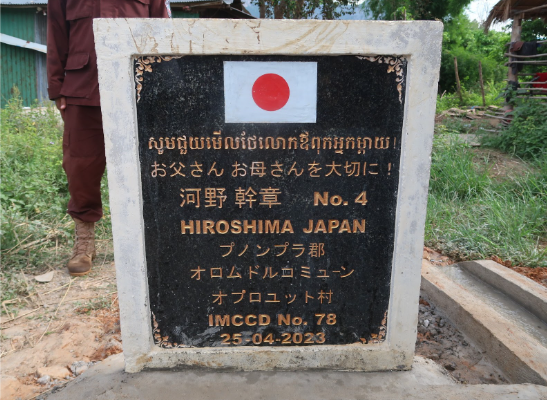 សូមជួយមើលថែលោកឪពុកអ្នកម្តាយ!
お父さん お母さんを大切に!
河野 幹章 No. 4
HIROSHIMA JAPAN
プノンプラ郡
オロムドルコミューン
オプロユット村
IMCCD No. 78
25-04-2023